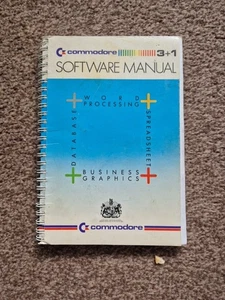 commodore 3+1
SOFTWARE MANUAL
WORD
PROCESSING
DATABASE
SPREADSHEET
BUSINESS
GRAPHICS
commodore